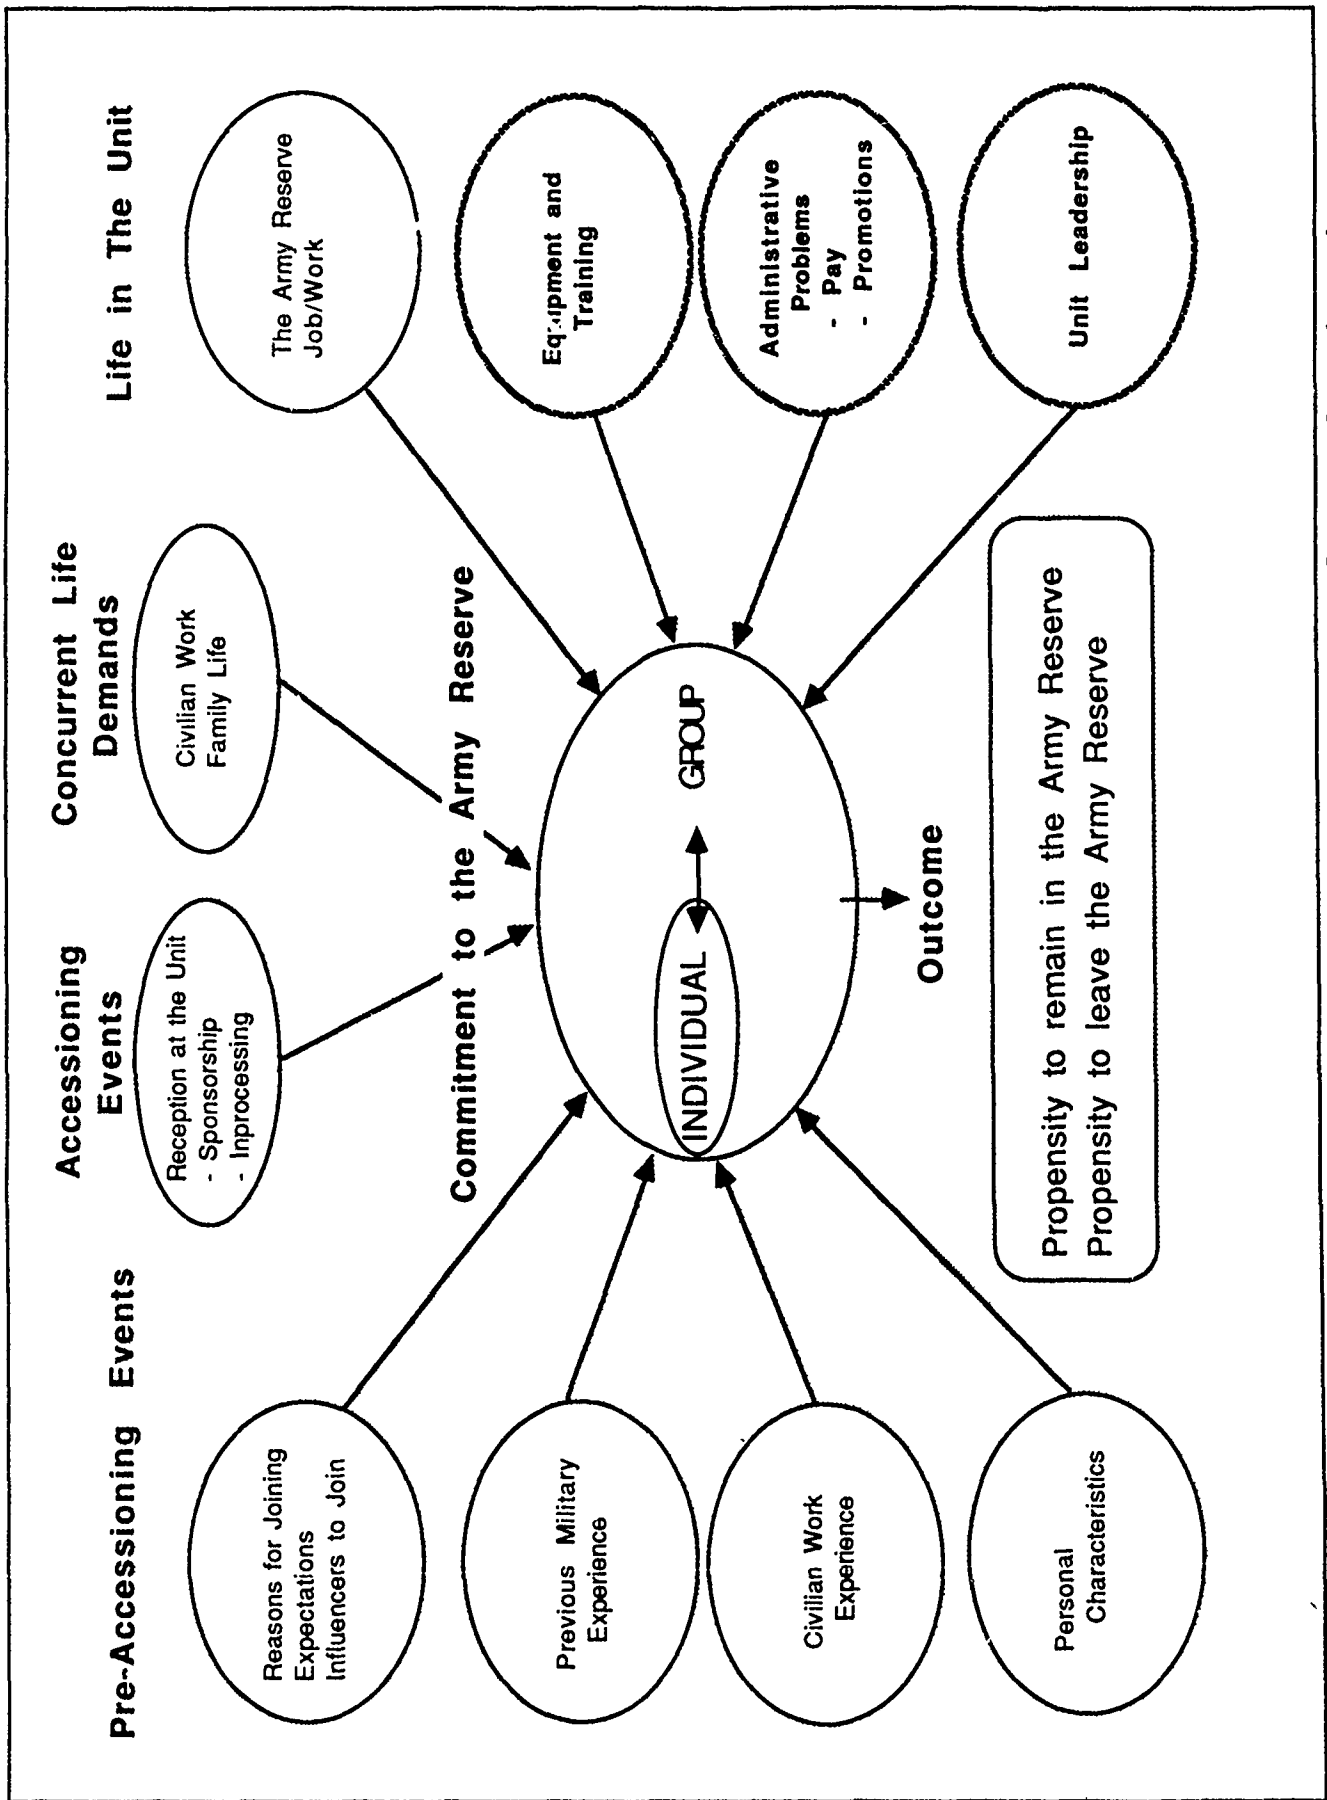 Pre-Accessioning Events
Reasons for Joining
Expectations
Influencers to Join
Previous Military
Experience
Civilian Work
Experience
Personal
Characteristics
Accessioning
Events
Reception at the Unit
- Sponsorship
- Inprocessing
Concurrent Life
Demands
Civilian Work
Family Life
Life in The Unit
The Army Reserve
Job/Work
Equipment and
Training
Administrative
Problems
- Pay
- Promotions
Unit Leadership
Commitment to the Army Reserve
INDIVIDUAL
GROUP
Outcome
Propensity to remain in the Army Reserve
Propensity to leave the Army Reserve